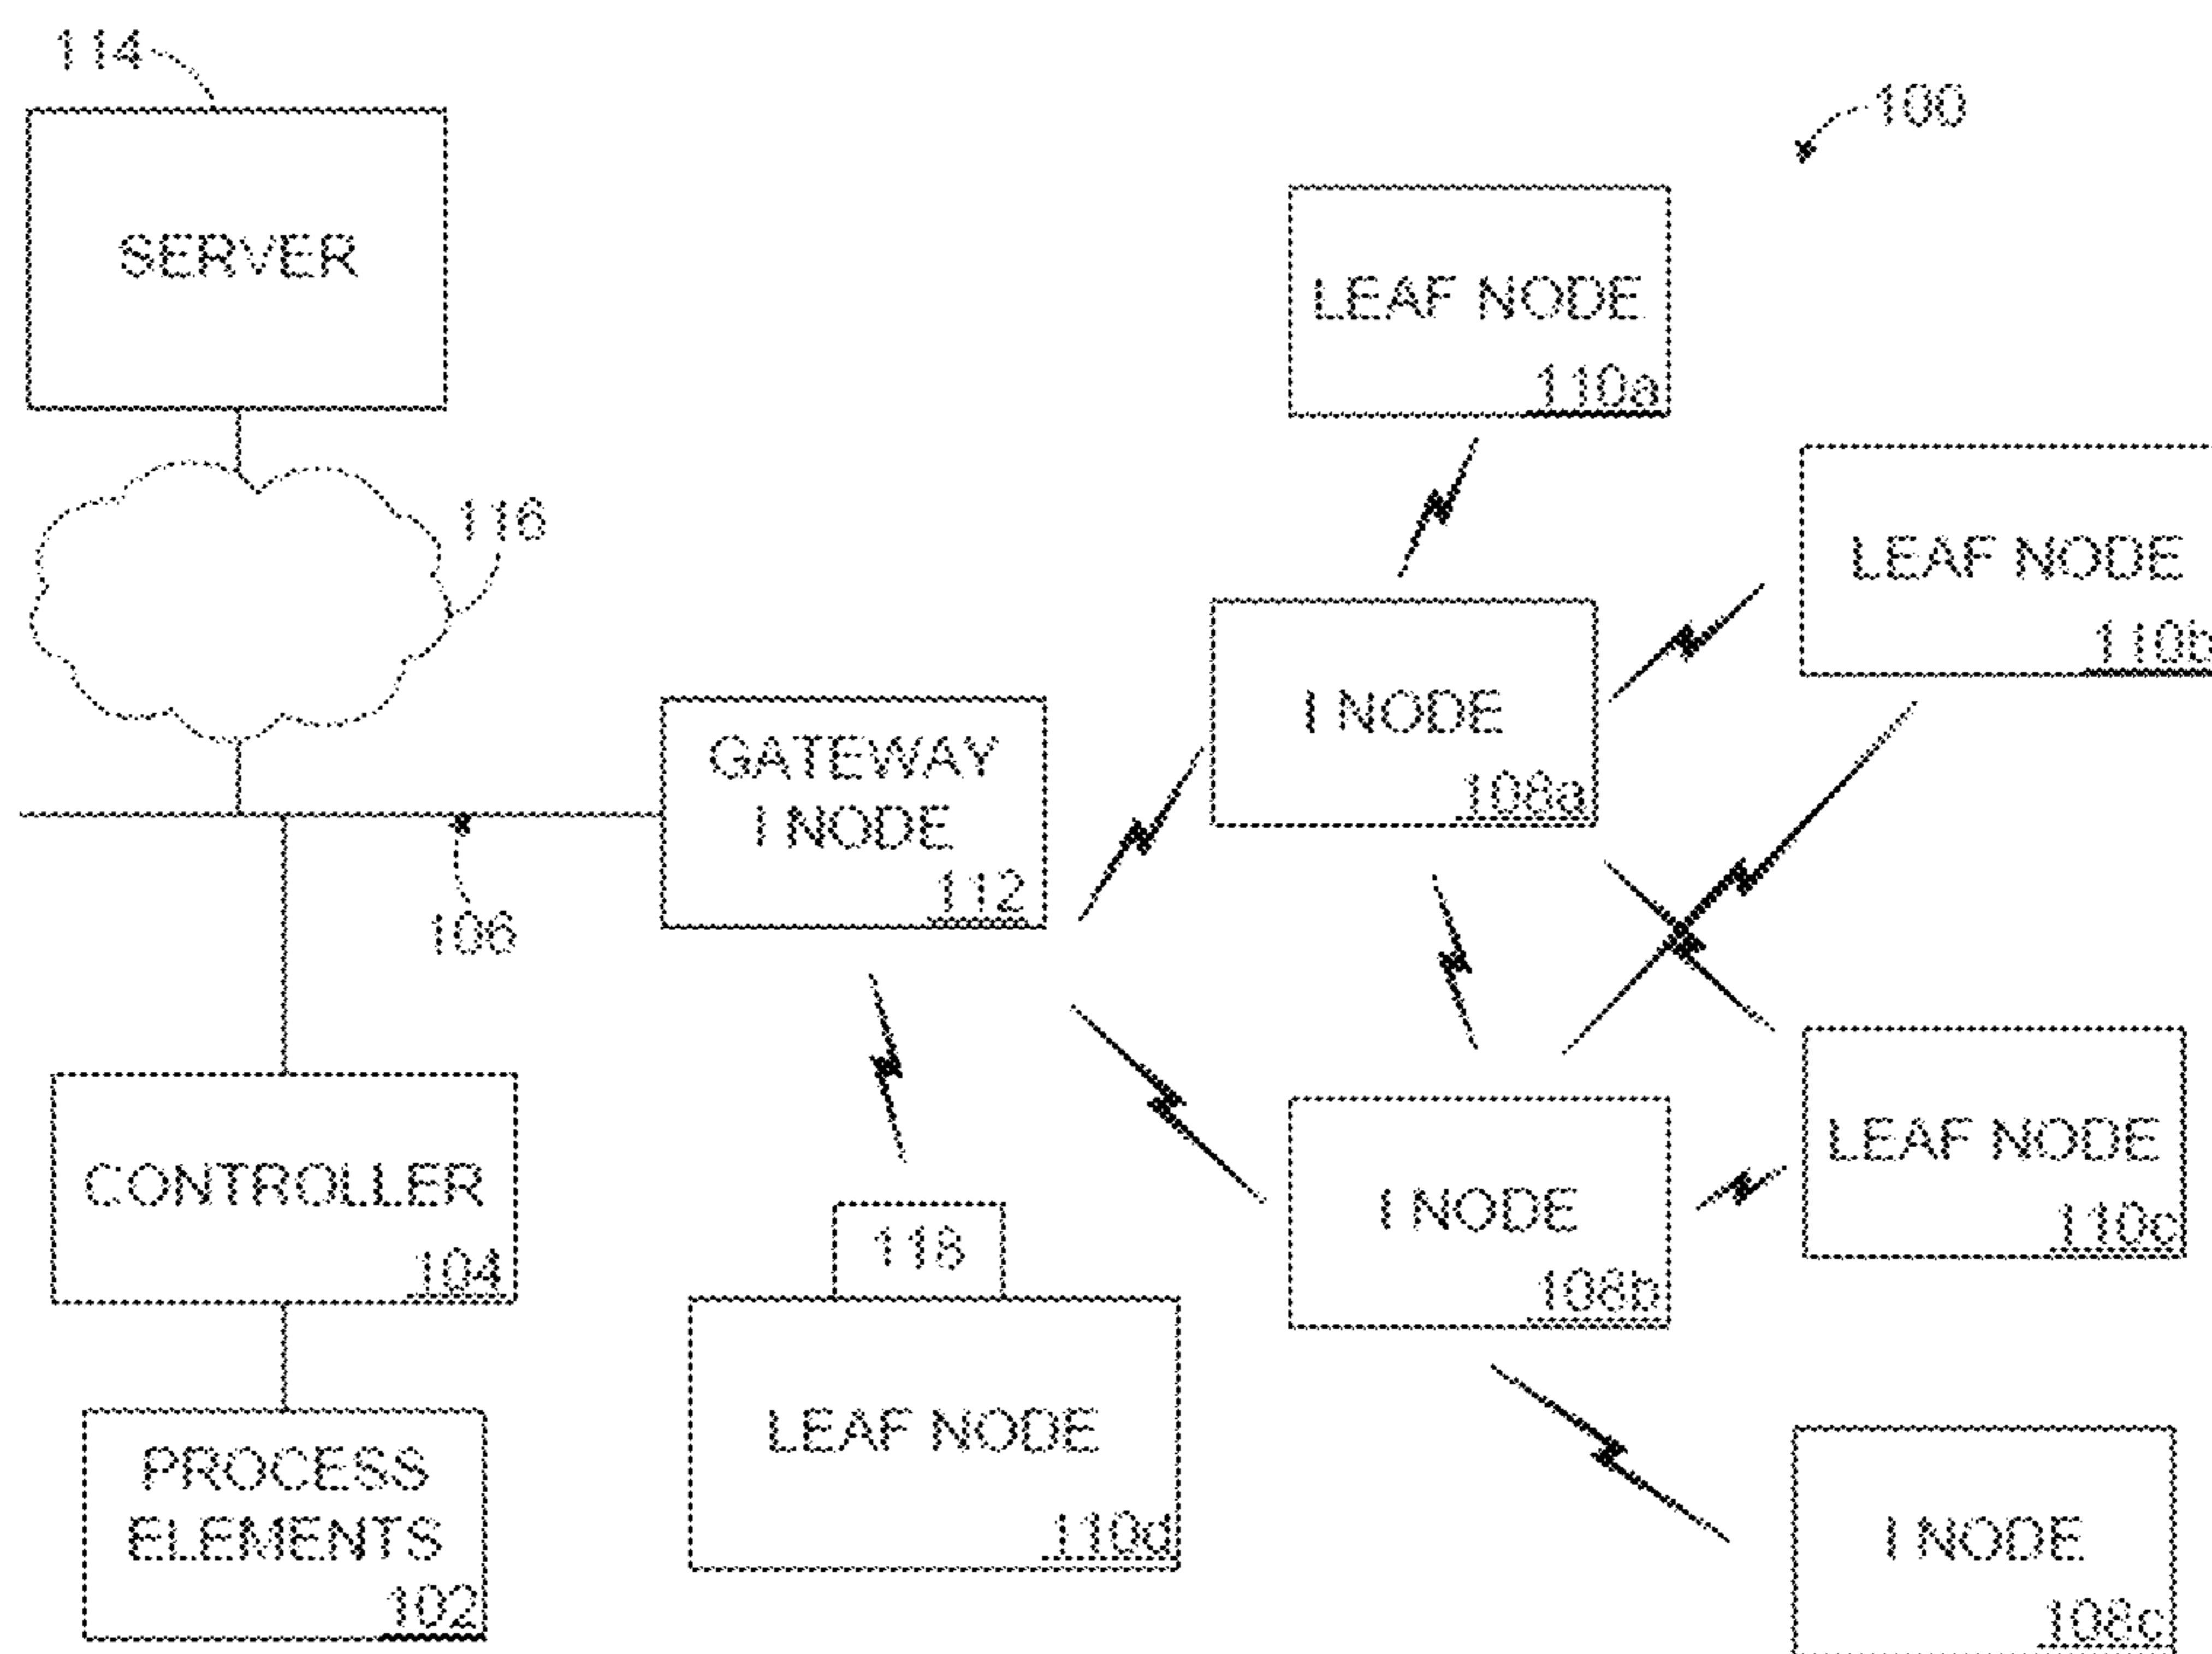 114
100
SERVER
LEAF NODE
110a
116
LEAF NODE
110b
I NODE
108a
GATEWAY
I NODE
112
106
CONTROLLER
104
118
LEAF NODE
110d
I NODE
108b
LEAF NODE
110c
PROCESS
ELEMENTS
102
I NODE
108c